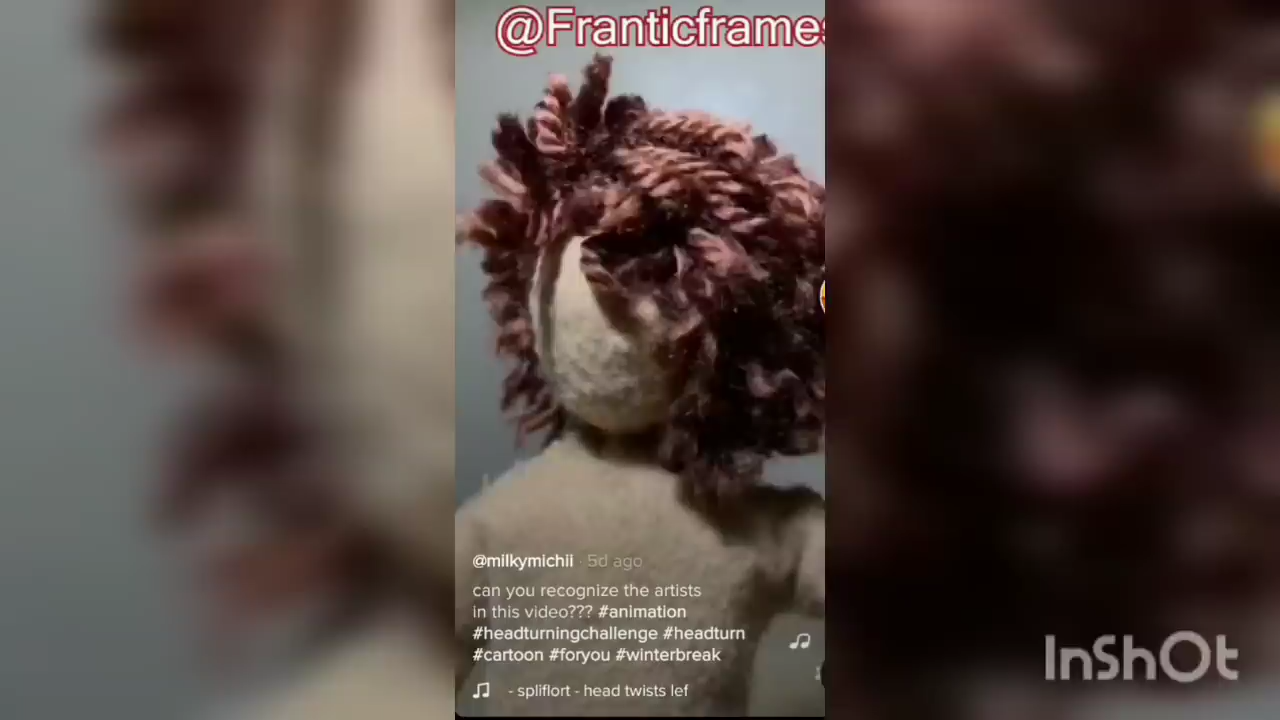 @Franticframes
@milkymichii · 5d ago
can you recognize the artists
in this video??? #animation
#headturningchallenge #headturn
#cartoon #foryou #winterbreak
- spliflort - head twists lef
InShOt